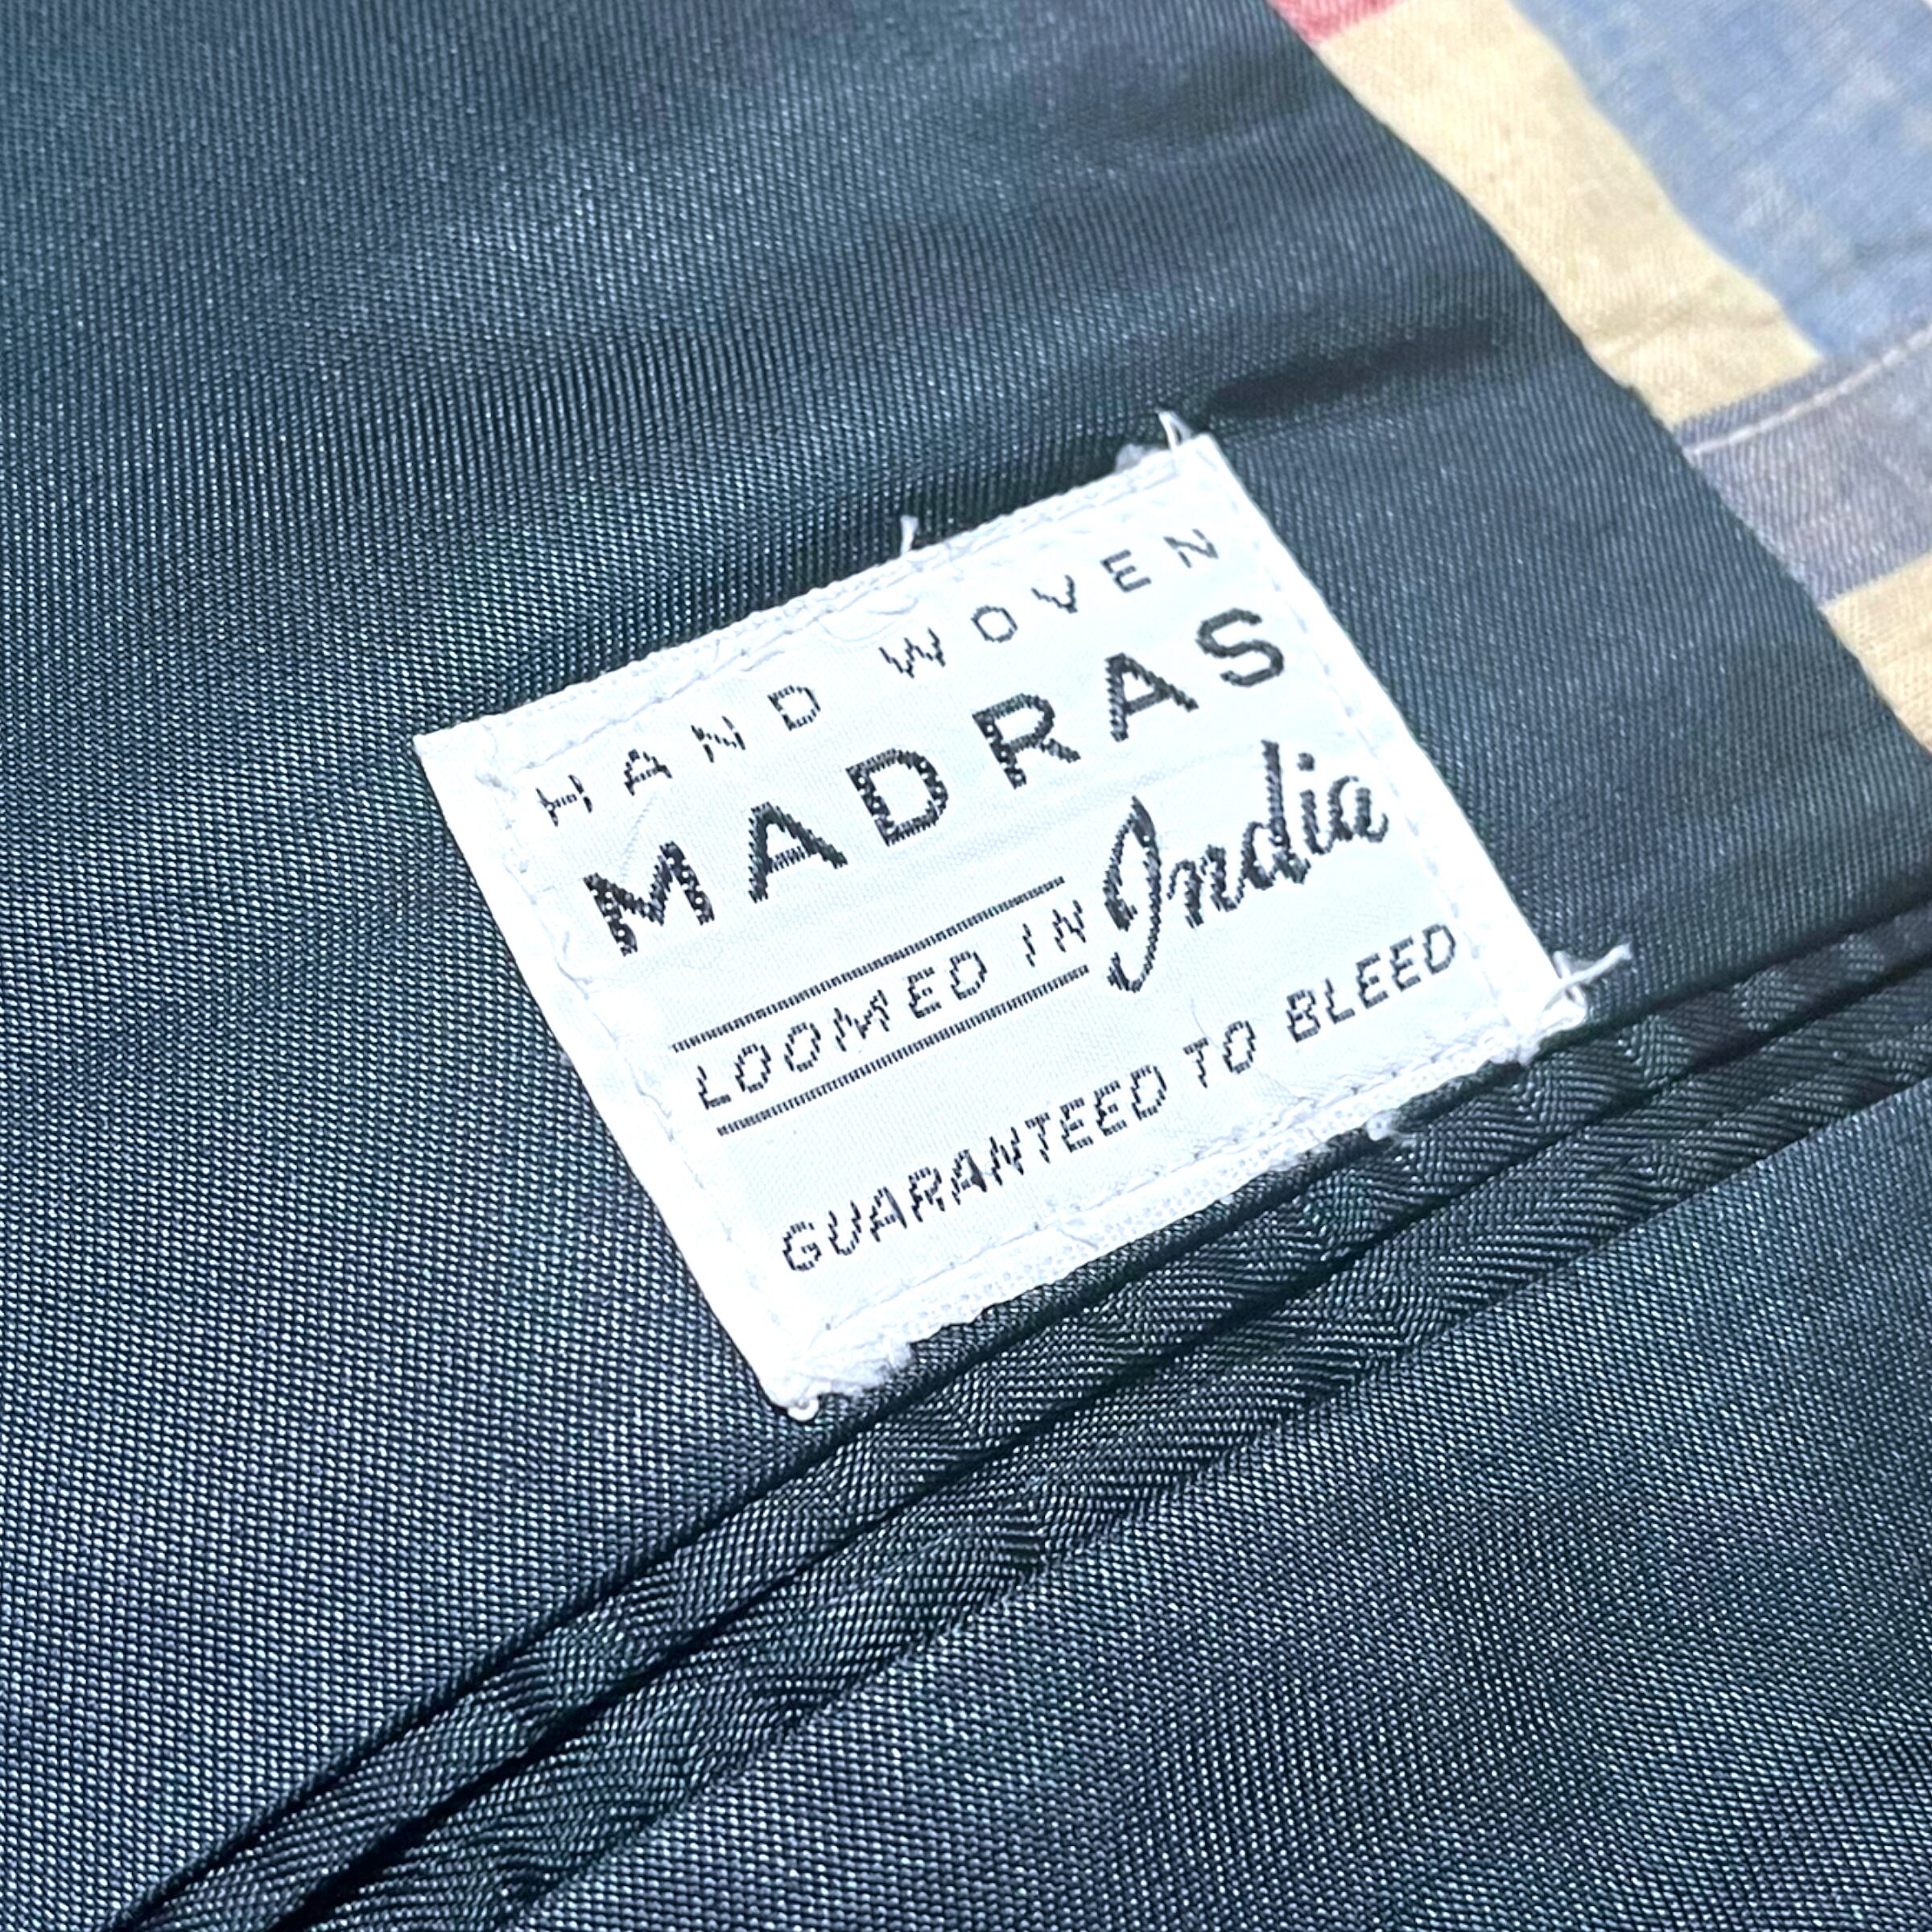 HAND WOVEN
MADRAS
LOOMED IN India
GUARANTEED TO BLEED